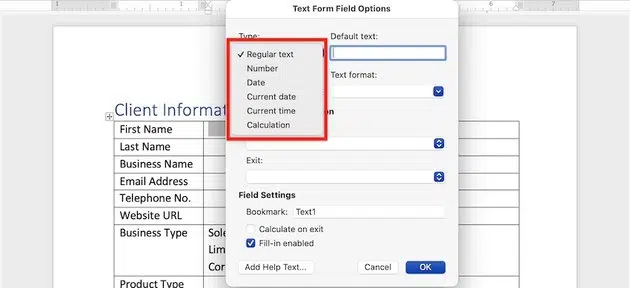 Text Form Field Options
Type:
Default text:
✓ Regular text
Number
Date
Current date
Current time
Calculation
Text format:
Exit:
Field Settings
Bookmark: Text1
Calculate on exit
Fill-in enabled
Add Help Text...
Cancel
OK
1
7
Client Informat
First Name
Last Name
Business Name
Email Address
Telephone No.
Website URL
Business Type
Sole
Lim
Cor
Product Type